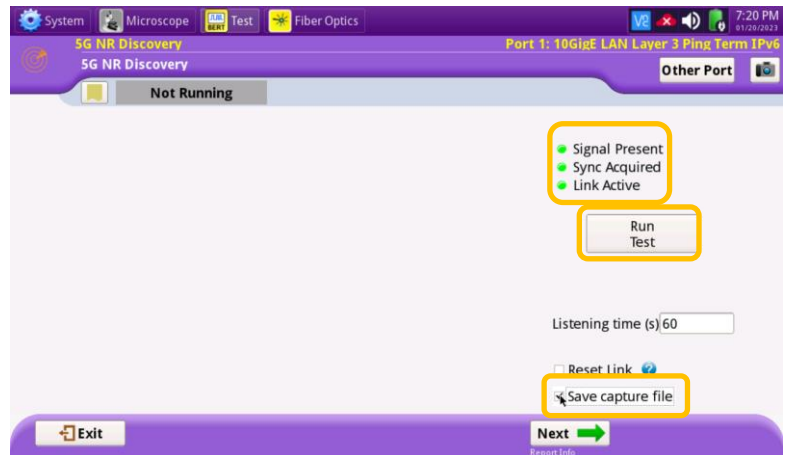 System Microscope Test Fiber Optics 7:20 PM
01/20/2023
5G NR Discovery Port 1: 10GigE LAN Layer 3 Ping Term IPv6
5G NR Discovery
Other Port
Not Running
Signal Present
Sync Acquired
Link Active
Run
Test
Listening time (s) 60
Reset Link
Save capture file
Exit Next
Report Info